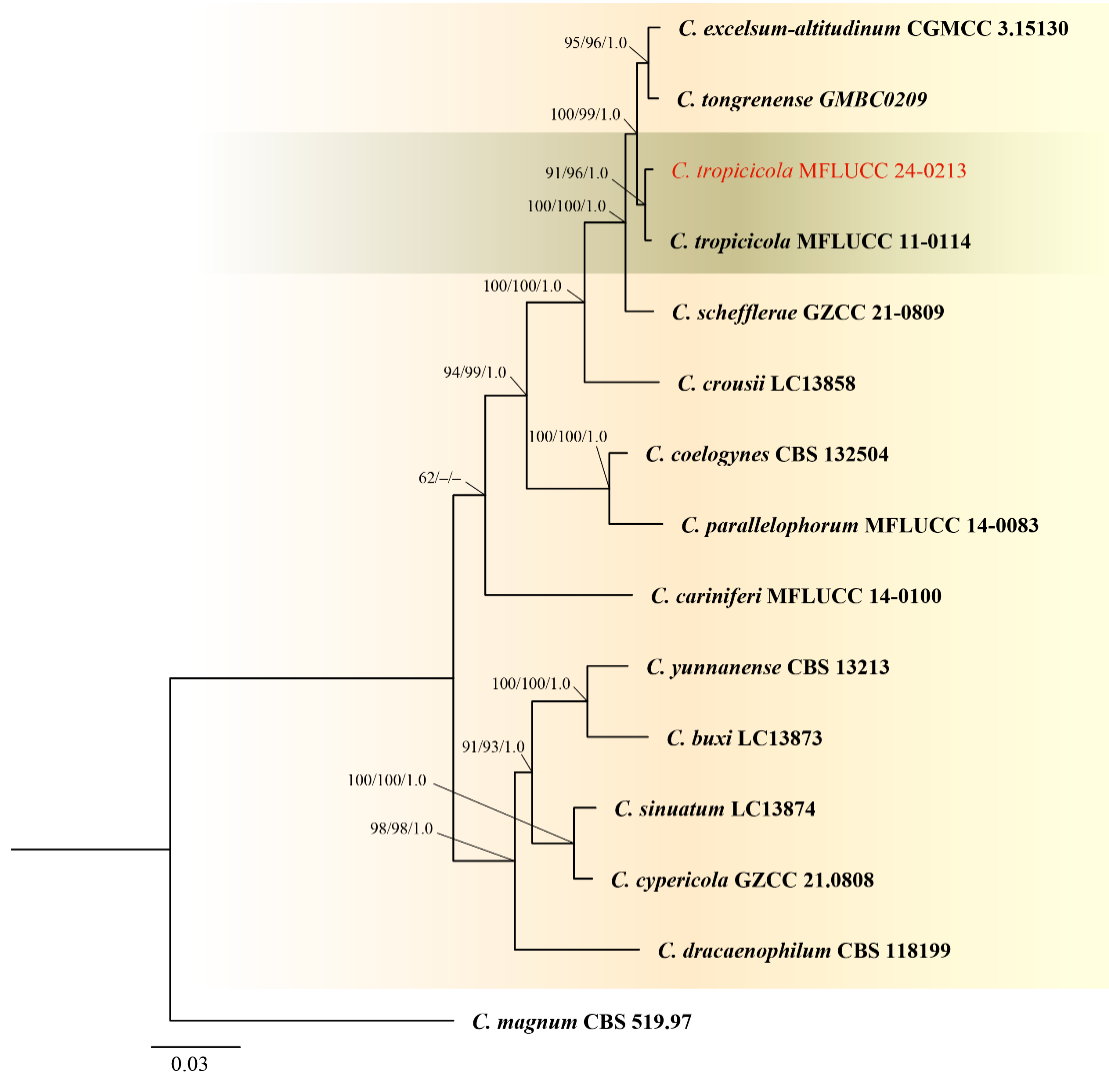 C. excelsum-altitudinum CGMCC 3.15130
95/96/1.0
C. tongrenense GMBC0209
100/99/1.0
C. tropicicola MFLUCC 24-0213
91/96/1.0
100/100/1.0
C. tropicicola MFLUCC 11-0114
100/100/1.0
C. schefflerae GZCC 21-0809
94/99/1.0
C. crousii LC13858
100/100/1.0
C. coelogynes CBS 132504
62/–/–
C. parallelophorum MFLUCC 14-0083
C. cariniferi MFLUCC 14-0100
C. yunnanense CBS 13213
100/100/1.0
C. buxi LC13873
91/93/1.0
100/100/1.0
C. sinuatum LC13874
98/98/1.0
C. cypericola GZCC 21.0808
C. dracaenophilum CBS 118199
C. magnum CBS 519.97
0.03